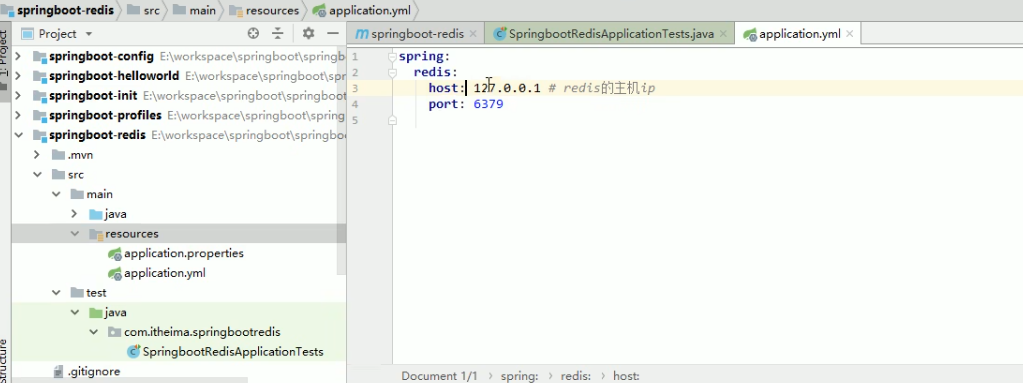 springboot-redis src main resources application.yml
Project
springboot-redis SpringbootRedisApplicationTests.java application.yml
1: Project
springboot-config E:\workspace\springboot\springb
springboot-helloworld E:\workspace\springboot\spri
springboot-init E:\workspace\springboot\springboo
springboot-profiles E:\workspace\springboot\spring
springboot-redis E:\workspace\springboot\springbo
.mvn
src
main
java
resources
application.properties
application.yml
test
java
com.itheima.springbootredis
SpringbootRedisApplicationTests
.gitignore
Structure
1 spring:
2 redis:
3 host: 127.0.0.1 # redis的主机ip
4 port: 6379
5
Document 1/1 spring: redis: host: